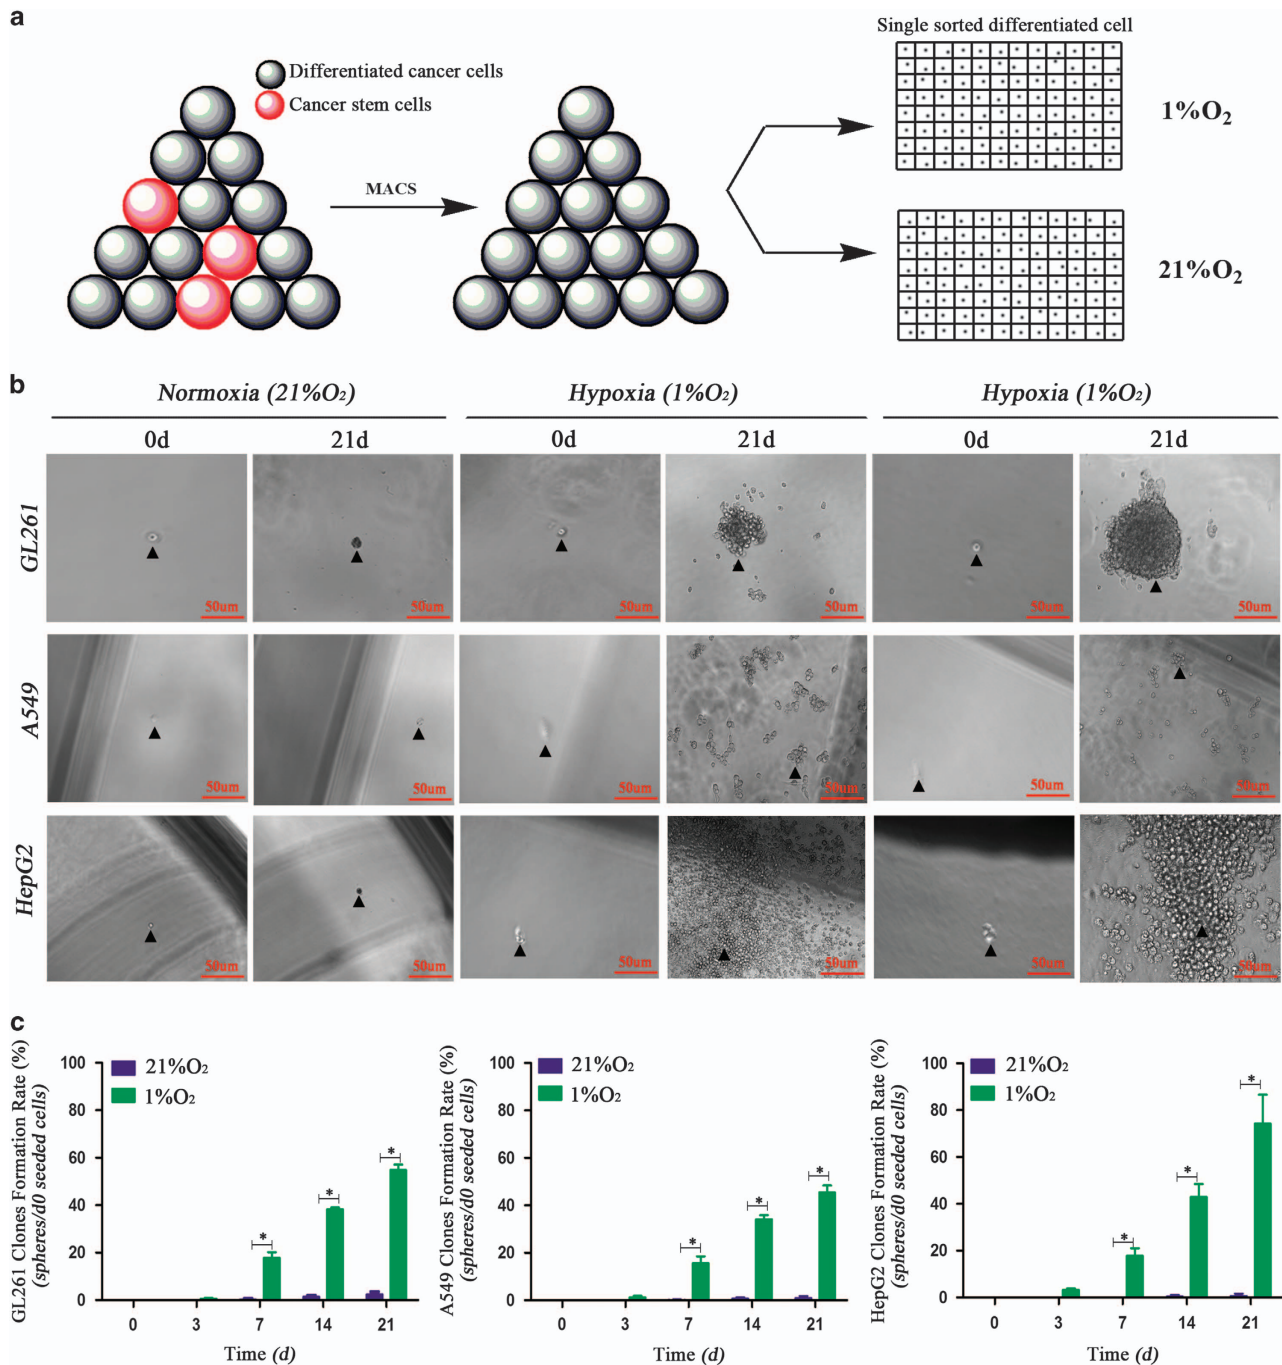 a
Differentiated cancer cells
Cancer stem cells
MACS
Single sorted differentiated cell
1%O₂
21%O₂
b
Normoxia (21%O₂)
Hypoxia (1%O₂)
Hypoxia (1%O₂)
0d
21d
0d
21d
0d
21d
GL261
50um
50um
50um
50um
50um
50um
A549
50um
50um
50um
50um
50um
50um
HepG2
50um
50um
50um
50um
50um
50um
c
GL261 Clones Formation Rate (%)
(spheres/d0 seeded cells)
21%O₂
1%O₂
100
80
60
40
20
0
* * *
0 3 7 14 21
Time (d)
A549 Clones Formation Rate (%)
(spheres/d0 seeded cells)
21%O₂
1%O₂
100
80
60
40
20
0
* * *
0 3 7 14 21
Time (d)
HepG2 Clones Formation Rate (%)
(spheres/d0 seeded cells)
21%O₂
1%O₂
100
80
60
40
20
0
* * *
0 3 7 14 21
Time (d)